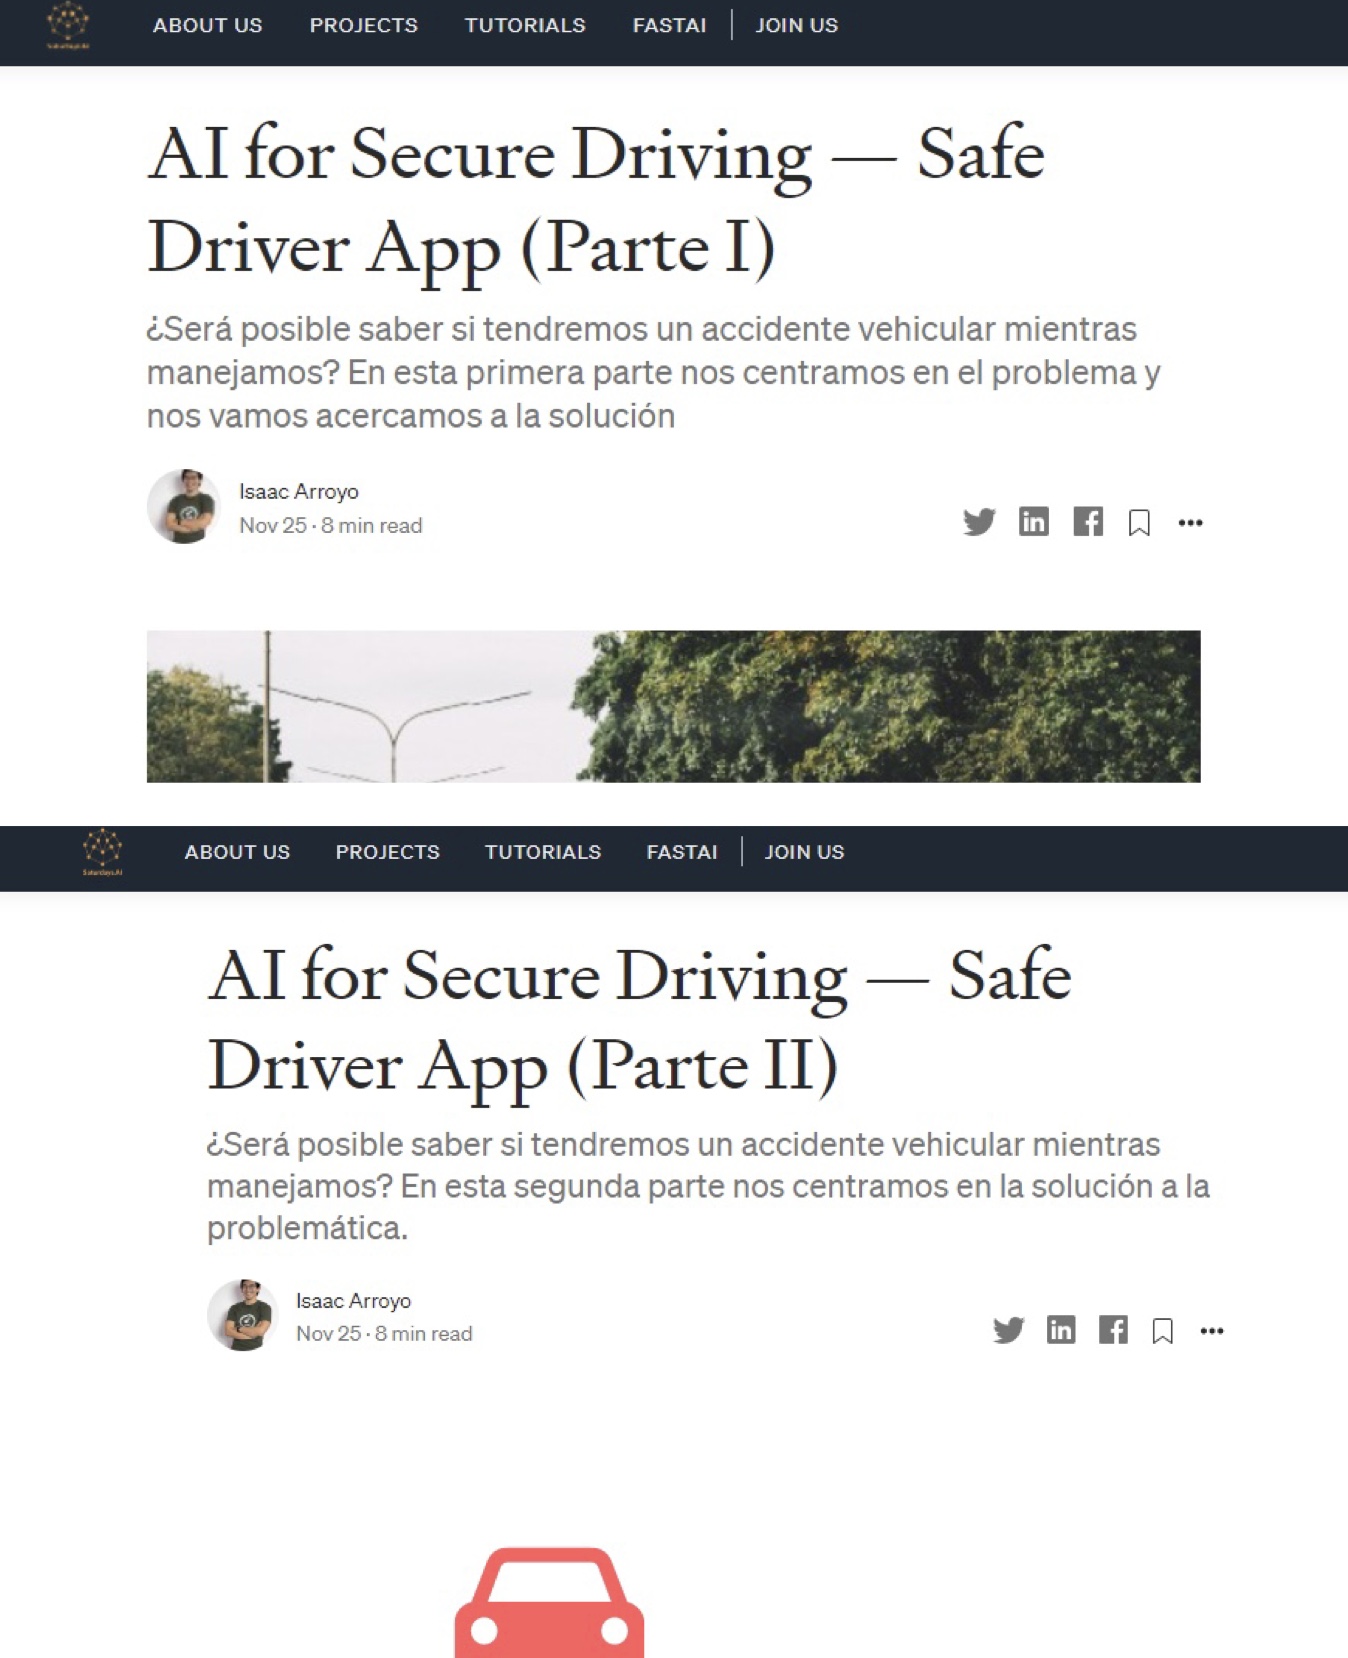 ABOUT US PROJECTS TUTORIALS FASTAI JOIN US
AI for Secure Driving — Safe
Driver App (Parte I)
¿Será posible saber si tendremos un accidente vehicular mientras
manejamos? En esta primera parte nos centramos en el problema y
nos vamos acercamos a la solución
Isaac Arroyo
Nov 25 · 8 min read
Saturdays.AI
ABOUT US PROJECTS TUTORIALS FASTAI JOIN US
AI for Secure Driving — Safe
Driver App (Parte II)
¿Será posible saber si tendremos un accidente vehicular mientras
manejamos? En esta segunda parte nos centramos en la solución a la
problemática.
Isaac Arroyo
Nov 25 · 8 min read